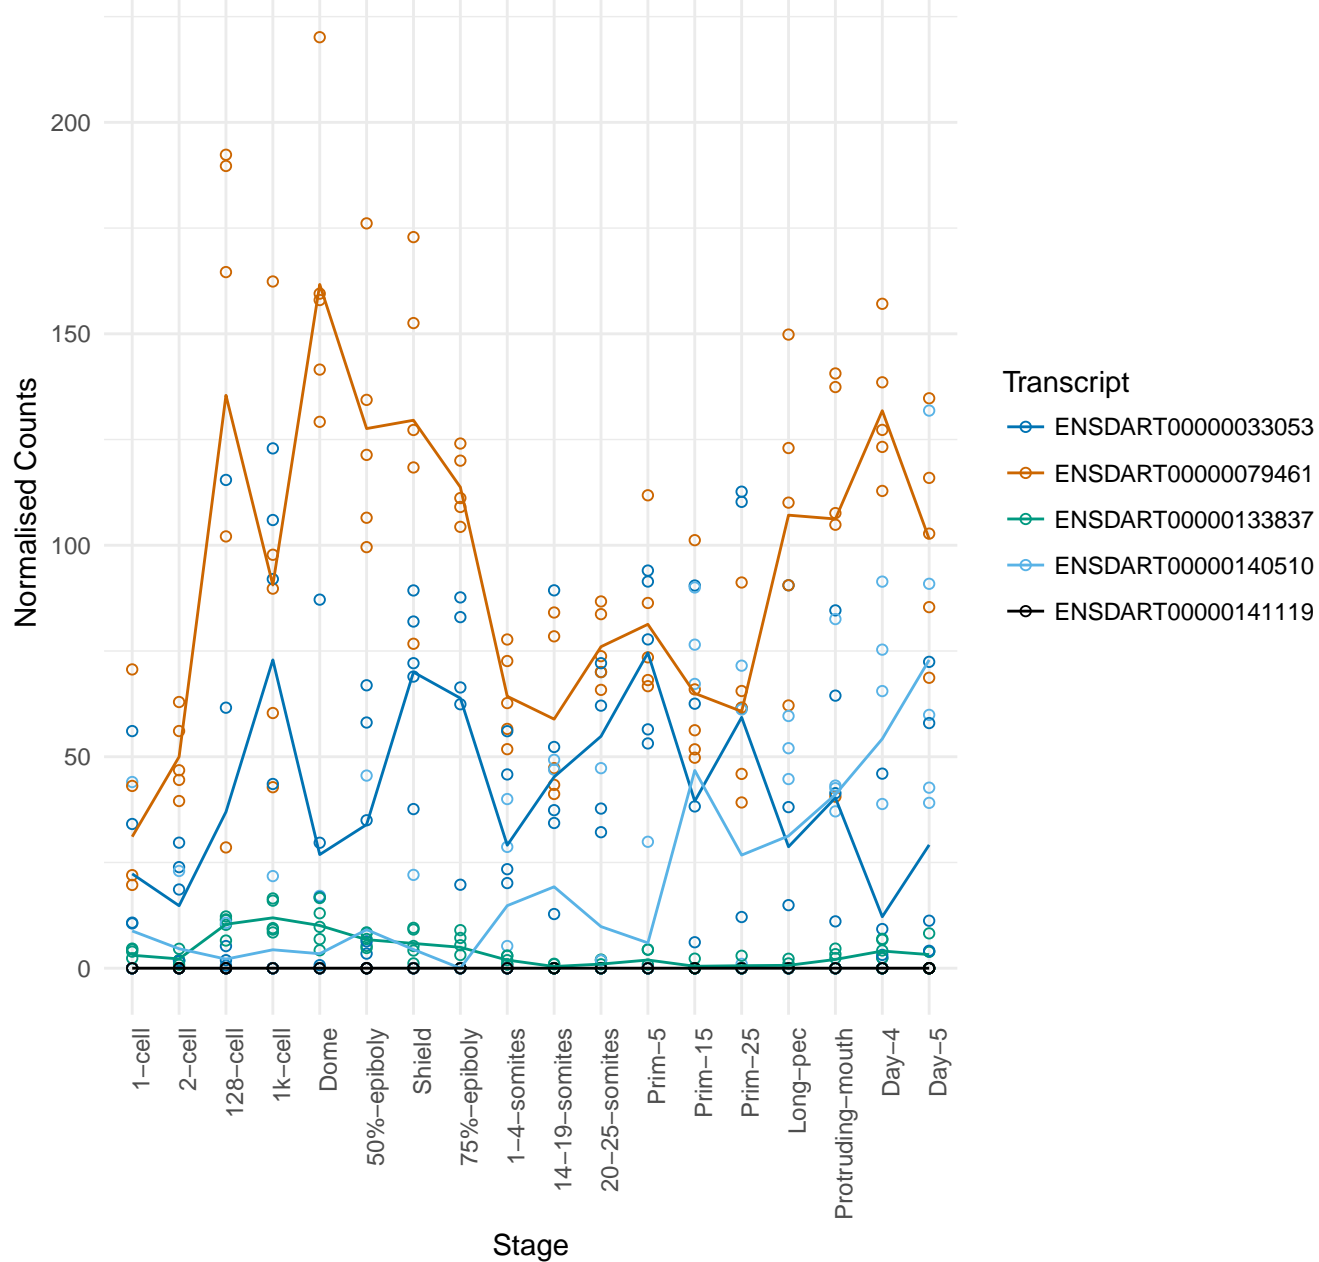 200
150
100
50
0
Normalised Counts
1−cell
2−cell
128−cell
1k−cell
Dome
50%−epiboly
Shield
75%−epiboly
1−4−somites
14−19−somites
20−25−somites
Prim−5
Prim−15
Prim−25
Long−pec
Protruding−mouth
Day−4
Day−5
Stage
Transcript
ENSDART00000033053
ENSDART00000079461
ENSDART00000133837
ENSDART00000140510
ENSDART00000141119